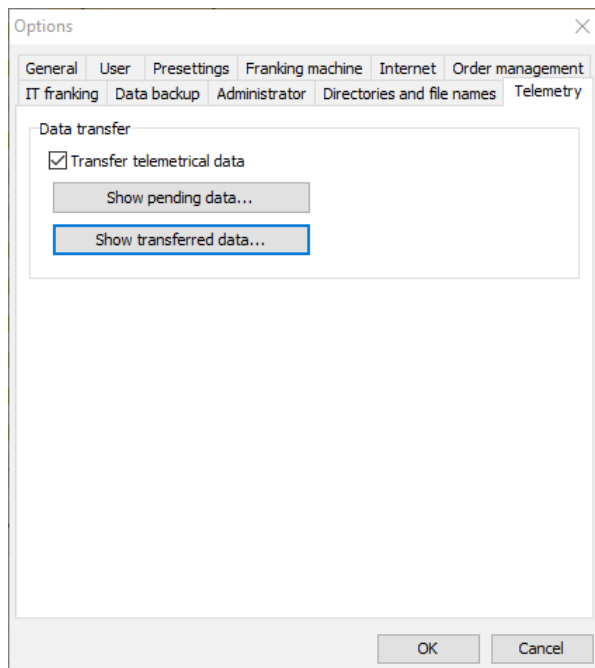 Options
General User Presettings Franking machine Internet Order management
IT franking Data backup Administrator Directories and file names Telemetry
Data transfer
Transfer telemetrical data
Show pending data...
Show transferred data...
OK Cancel